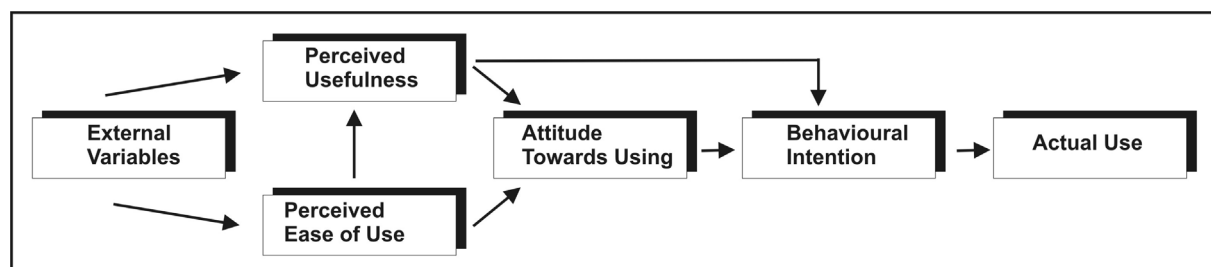 Perceived
Usefulness
External
Variables
Attitude
Towards Using
Behavioural
Intention
Actual Use
Perceived
Ease of Use